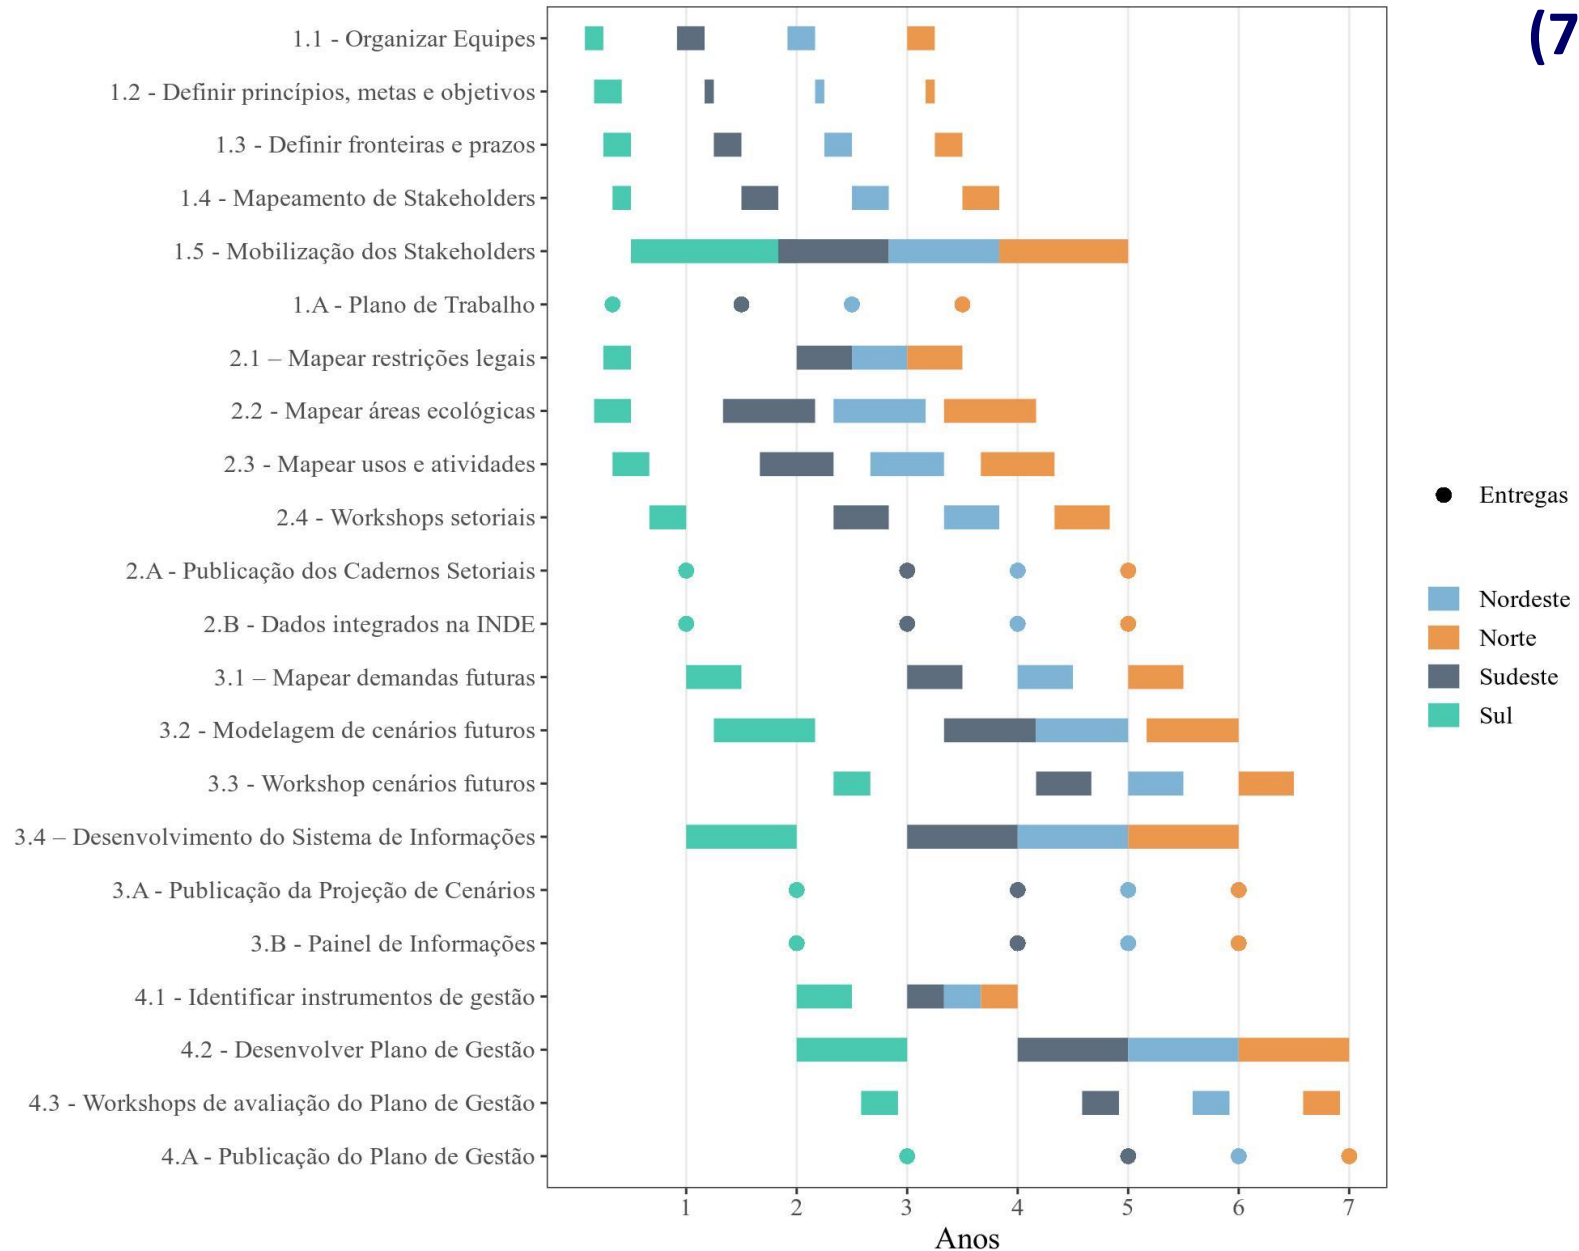 (7
1.1 - Organizar Equipes
1.2 - Definir princípios, metas e objetivos
1.3 - Definir fronteiras e prazos
1.4 - Mapeamento de Stakeholders
1.5 - Mobilização dos Stakeholders
1.A - Plano de Trabalho
2.1 – Mapear restrições legais
2.2 - Mapear áreas ecológicas
2.3 - Mapear usos e atividades
2.4 - Workshops setoriais
2.A - Publicação dos Cadernos Setoriais
2.B - Dados integrados na INDE
3.1 – Mapear demandas futuras
3.2 - Modelagem de cenários futuros
3.3 - Workshop cenários futuros
3.4 – Desenvolvimento do Sistema de Informações
3.A - Publicação da Projeção de Cenários
3.B - Painel de Informações
4.1 - Identificar instrumentos de gestão
4.2 - Desenvolver Plano de Gestão
4.3 - Workshops de avaliação do Plano de Gestão
4.A - Publicação do Plano de Gestão
1 2 3 4 5 6 7
Anos
Entregas
Nordeste
Norte
Sudeste
Sul